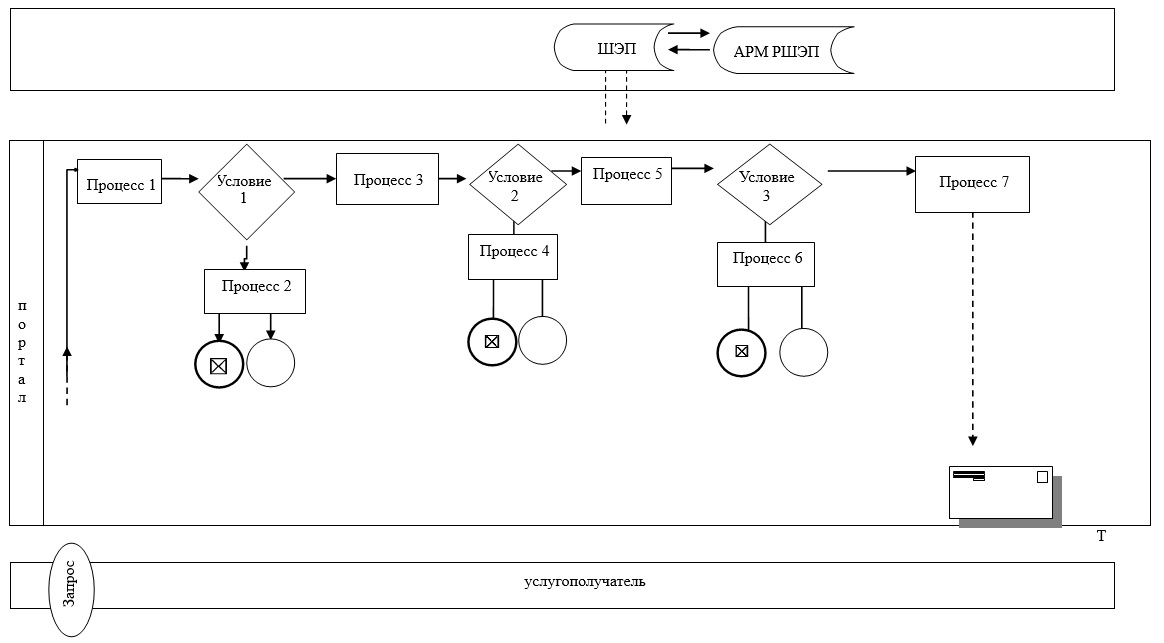 ШЭП
АРМ РШЭП
Процесс 1
Условие
1
Процесс 3
Условие
2
Процесс 5
Условие
3
Процесс 7
Процесс 2
Процесс 4
Процесс 6
п
о
р
т
а
л
Т
Запрос
услугополучатель